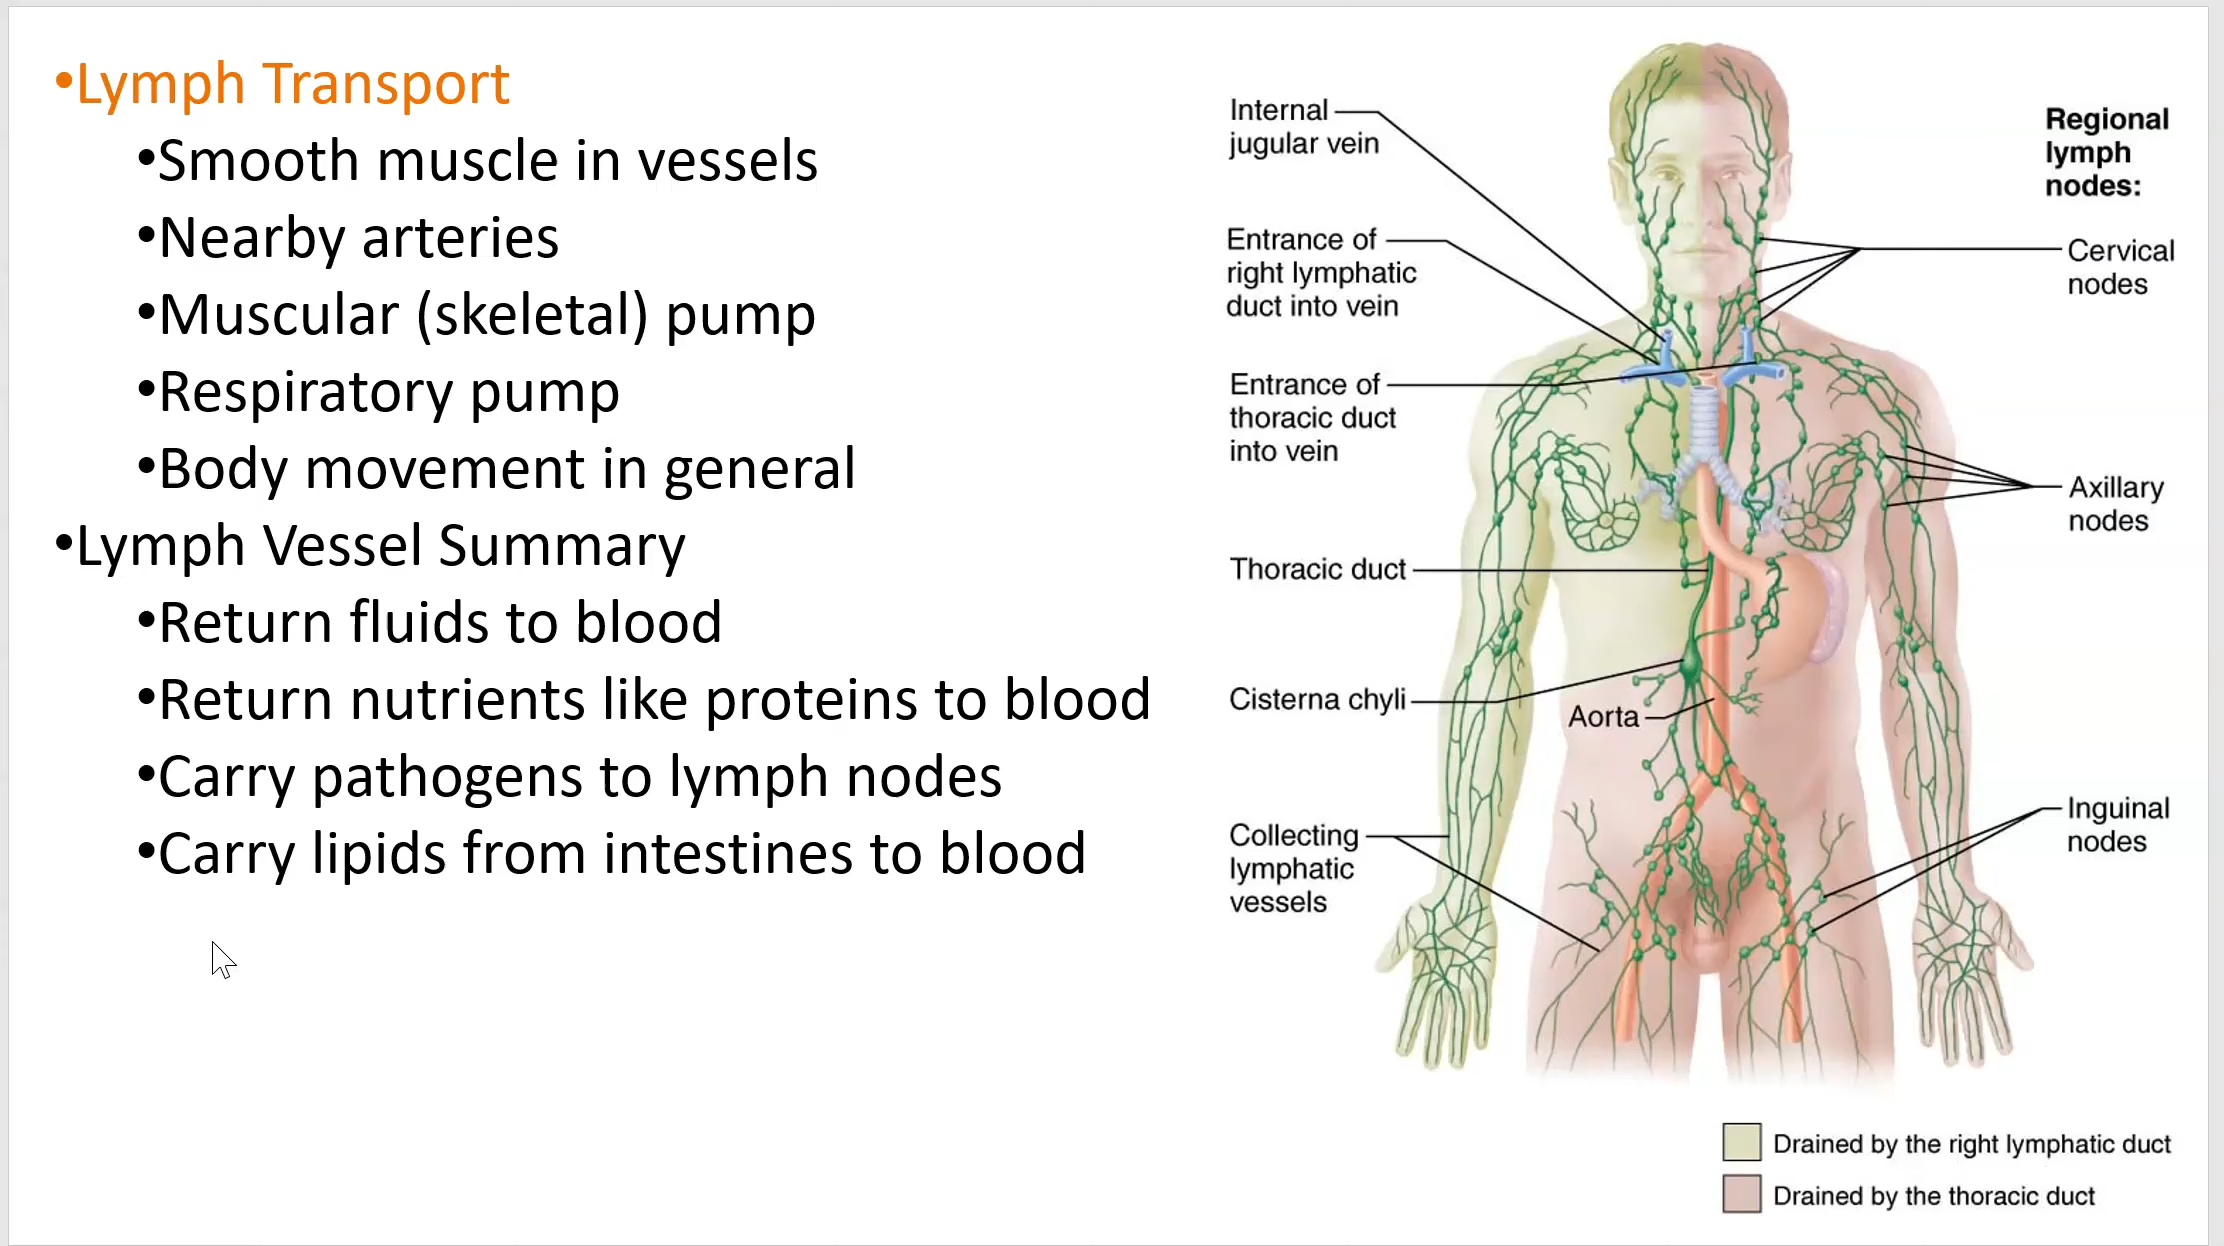 •Lymph Transport
•Smooth muscle in vessels
•Nearby arteries
•Muscular (skeletal) pump
•Respiratory pump
•Body movement in general
•Lymph Vessel Summary
•Return fluids to blood
•Return nutrients like proteins to blood
•Carry pathogens to lymph nodes
•Carry lipids from intestines to blood
Internal
jugular vein
Entrance of
right lymphatic
duct into vein
Entrance of
thoracic duct
into vein
Thoracic duct
Cisterna chyli
Aorta
Collecting
lymphatic
vessels
Regional
lymph
nodes:
Cervical
nodes
Axillary
nodes
Inguinal
nodes
Drained by the right lymphatic duct
Drained by the thoracic duct